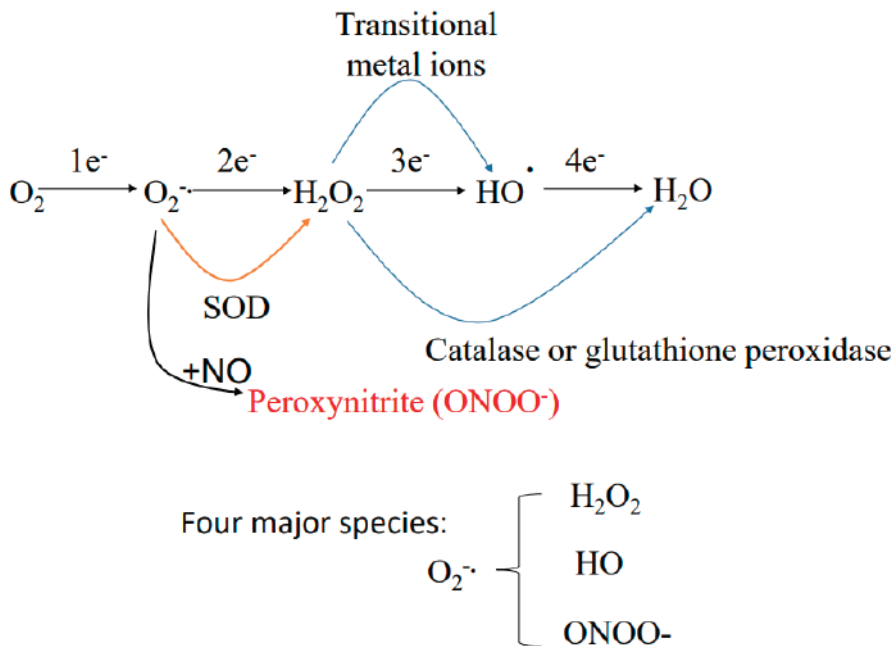 Transitional
metal ions
1e⁻ 2e⁻ 3e⁻ 4e⁻
O₂ O₂⁻· H₂O₂ HO· H₂O
SOD
Catalase or glutathione peroxidase
+NO
Peroxynitrite (ONOO⁻)
Four major species:
H₂O₂
O₂⁻·
HO
ONOO-